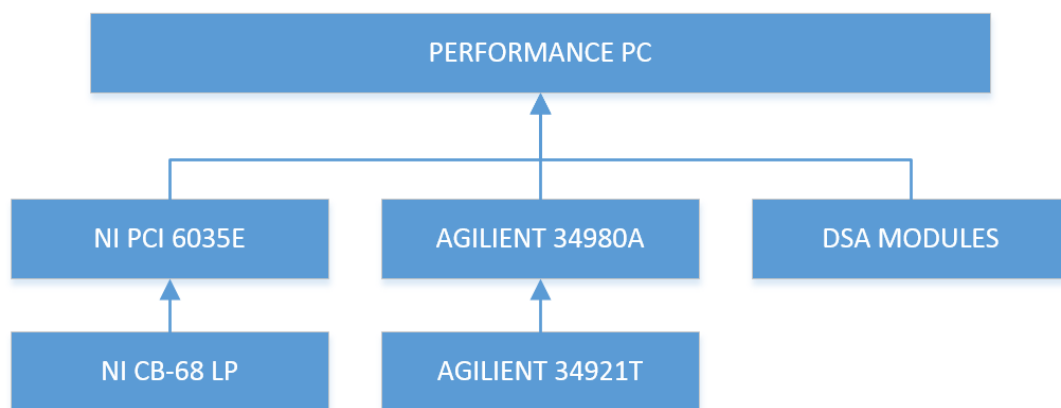 PERFORMANCE PC
NI PCI 6035E
AGILIENT 34980A
DSA MODULES
NI CB-68 LP
AGILIENT 34921T